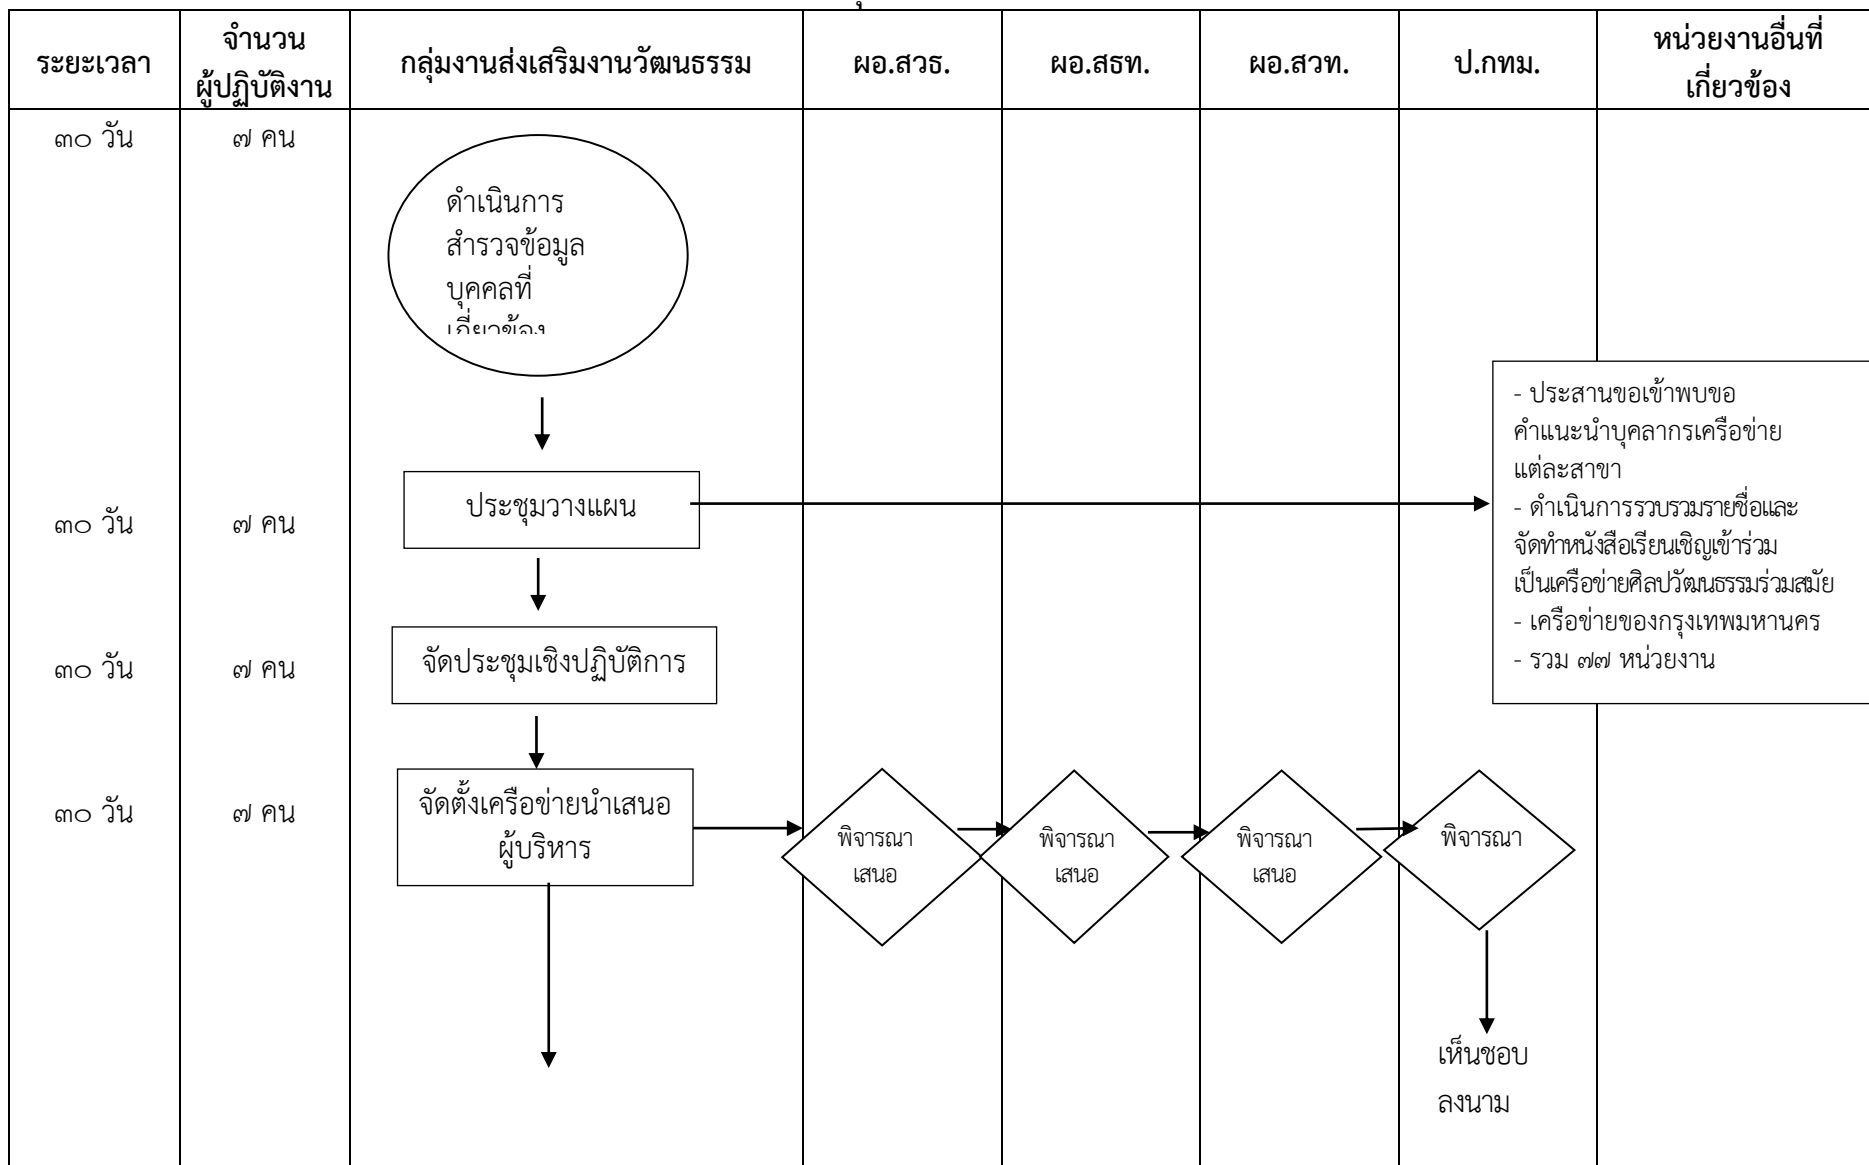 ระยะเวลา
จำนวน
ผู้ปฏิบัติงาน
กลุ่มงานส่งเสริมงานวัฒนธรรม
ผอ.สวธ.
ผอ.สธท.
ผอ.สวท.
ป.กทม.
หน่วยงานอื่นที่
เกี่ยวข้อง
๓๐ วัน
๗ คน
ดำเนินการ
สำรวจข้อมูล
บุคคลที่
เกี่ยวข้อง
- ประสานขอเข้าพบขอ
คำแนะนำบุคลากรเครือข่าย
แต่ละสาขา
- ดำเนินการรวบรวมรายชื่อและ
จัดทำหนังสือเรียนเชิญเข้าร่วม
เป็นเครือข่ายศิลปวัฒนธรรมร่วมสมัย
- เครือข่ายของกรุงเทพมหานคร
- รวม ๗๗ หน่วยงาน
๓๐ วัน
๗ คน
ประชุมวางแผน
๓๐ วัน
๗ คน
จัดประชุมเชิงปฏิบัติการ
๓๐ วัน
๗ คน
จัดตั้งเครือข่ายนำเสนอ
ผู้บริหาร
พิจารณา
เสนอ
พิจารณา
เสนอ
พิจารณา
เสนอ
พิจารณา
เห็นชอบ
ลงนาม